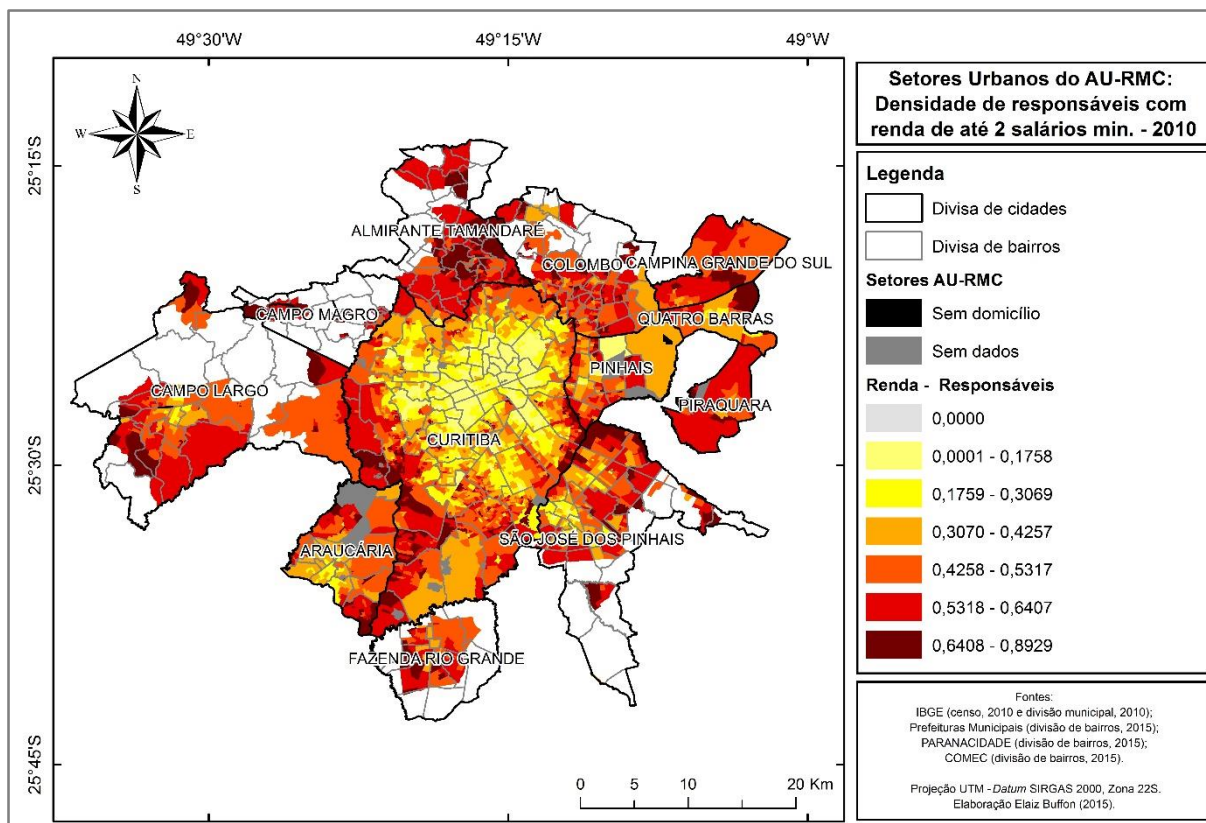 49°30'W
49°15'W
49°W
25°15'S
25°30'S
25°45'S
N
W
E
S
ALMIRANTE TAMANDARÉ
COLOMBO
CAMPINA GRANDE DO SUL
CAMPO MAGRO
QUATRO BARRAS
PINHAIS
CAMPO LARGO
PIRAQUARA
CURITIBA
SÃO JOSÉ DOS PINHAIS
ARAUCÁRIA
FAZENDA RIO GRANDE
0 5 10 20 Km
Setores Urbanos do AU-RMC:
Densidade de responsáveis com
renda de até 2 salários min. - 2010
Legenda
Divisa de cidades
Divisa de bairros
Setores AU-RMC
Sem domicílio
Sem dados
Renda - Responsáveis
0,0000
0,0001 - 0,1758
0,1759 - 0,3069
0,3070 - 0,4257
0,4258 - 0,5317
0,5318 - 0,6407
0,6408 - 0,8929
Fontes:
IBGE (censo, 2010 e divisão municipal, 2010);
Prefeituras Municipais (divisão de bairros, 2015);
PARANACIDADE (divisão de bairros, 2015);
COMEC (divisão de bairros, 2015).
Projeção UTM - Datum SIRGAS 2000, Zona 22S.
Elaboração Elaiz Buffon (2015).